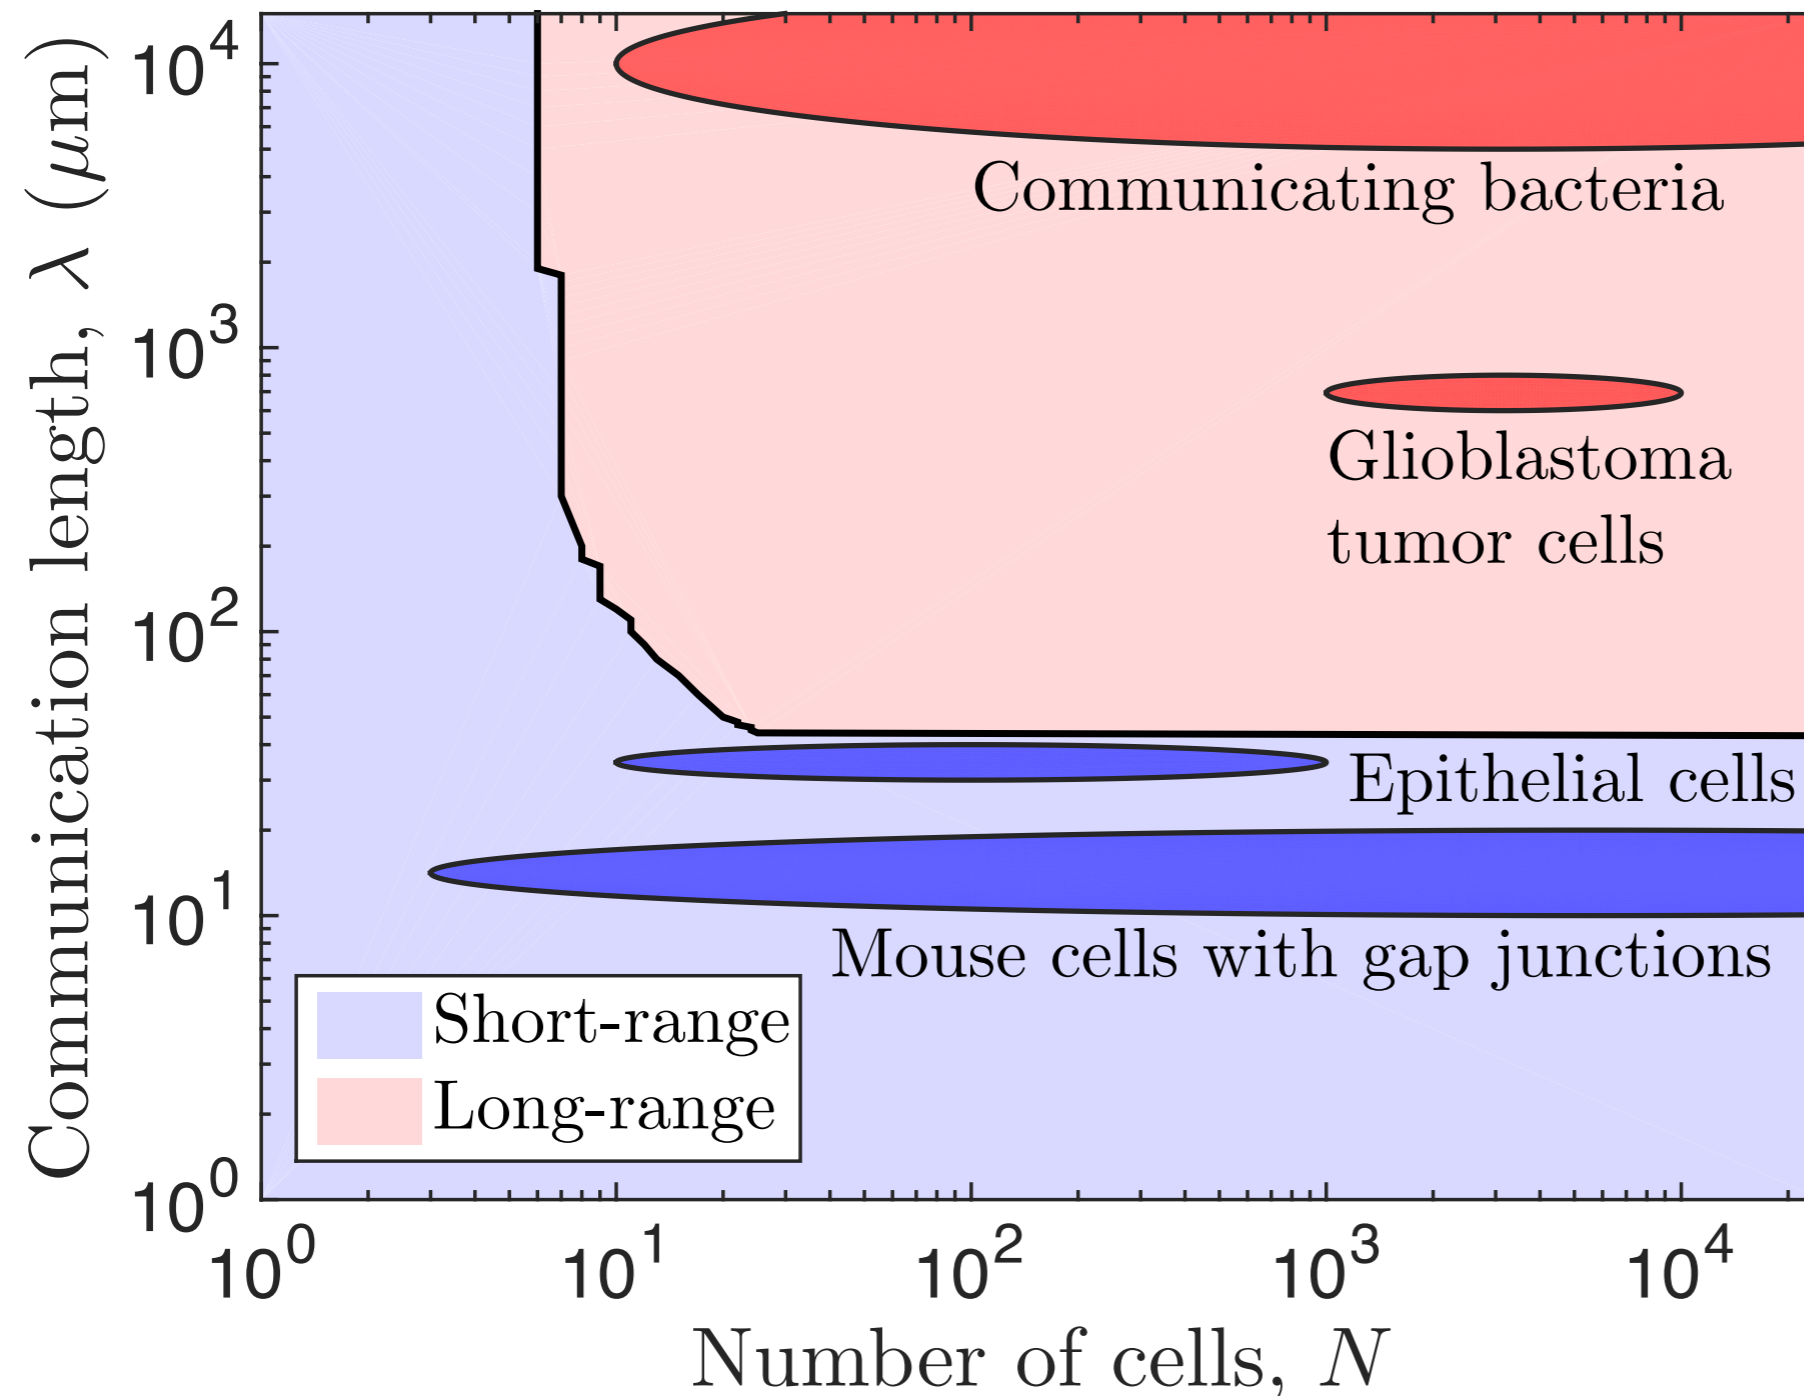 Communication length, λ (μm)
10^4
10^3
10^2
10^1
10^0
Communicating bacteria
Glioblastoma
tumor cells
Epithelial cells
Mouse cells with gap junctions
Short-range
Long-range
10^0 10^1 10^2 10^3 10^4
Number of cells, N